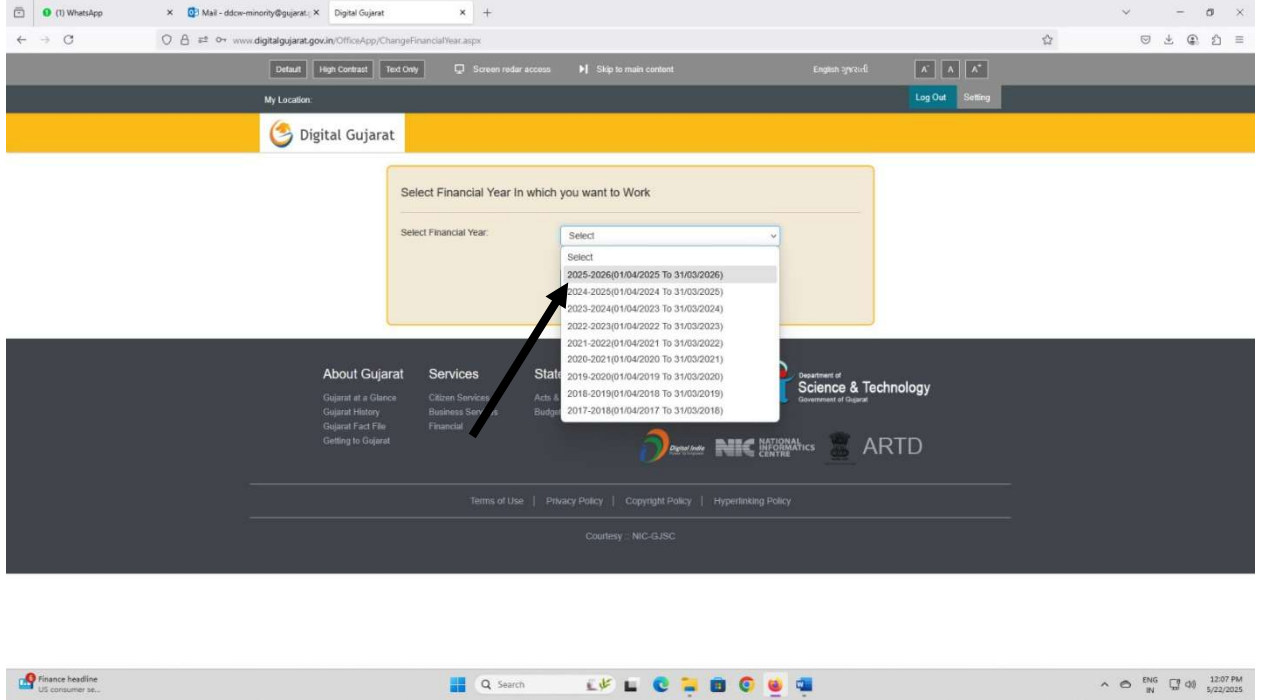 (1) WhatsApp
Mail - ddcw-minority@gujarat.
Digital Gujarat
www.digitalgujarat.gov.in/OfficeApp/ChangeFinancialYear.aspx
Default High Contrast Text Only Screen redar access Skip to main content English ગુજરાતી A- A A+
My Location: Log Out Setting
Digital Gujarat
Select Financial Year In which you want to Work
Select Financial Year: Select
Select
2025-2026(01/04/2025 To 31/03/2026)
2024-2025(01/04/2024 To 31/03/2025)
2023-2024(01/04/2023 To 31/03/2024)
2022-2023(01/04/2022 To 31/03/2023)
2021-2022(01/04/2021 To 31/03/2022)
2020-2021(01/04/2020 To 31/03/2021)
2019-2020(01/04/2019 To 31/03/2020)
2018-2019(01/04/2018 To 31/03/2019)
2017-2018(01/04/2017 To 31/03/2018)
About Gujarat
Gujarat at a Glance
Gujarat History
Gujarat Fact File
Getting to Gujarat
Services
Citizen Services
Business
Financial
State
Acts &
Department of
Science & Technology
Government of Gujarat
Digital India
NIC NATIONAL
INFORMATICS
CENTRE
ARTD
Terms of Use | Privacy Policy | Copyright Policy | Hyperlinking Policy
Courtesy : NIC-GJSC
Finance headline
US consumer se...
Search
ENG
IN
12:07 PM
5/22/2025